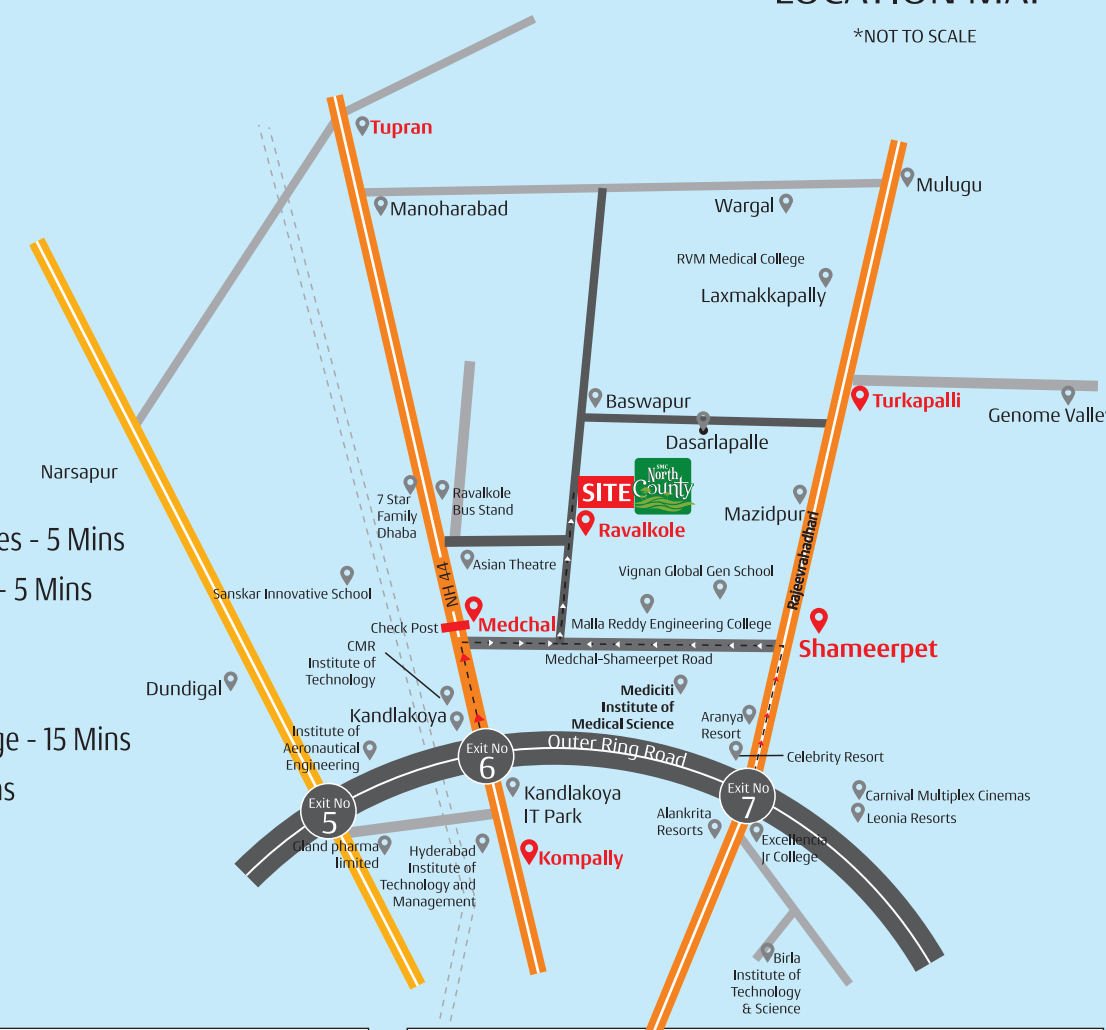 *NOT TO SCALE
Tupran
Mulugu
Manoharabad
Wargal
RVM Medical College
Laxmakkapally
Baswapur
Turkapalli
Dasarlapalle
Narsapur
SITE
SMC
North
County
7 Star
Family
Dhaba
Ravalkole
Bus Stand
Mazidpur
Ravalkole
- 5 Mins
- 5 Mins
Asian Theatre
NH 44
Rajeevrahadhari
Sanskar Innovative School
Vignan Global Gen School
Medchal
Check Post
Malla Reddy Engineering College
Shameerpet
Medchal-Shameerpet Road
CMR
Institute of
Technology
Dundigal
Mediciti
Institute of
Medical Science
Kandlakoya
Aranya
Resort
Institute of
Aeronautical
Engineering
- 15 Mins
Outer Ring Road
Celebrity Resort
Exit No
6
Exit No
5
Exit No
7
Kandlakoya
IT Park
Carnival Multiplex Cinemas
Leonia Resorts
Alankrita
Resorts
Excellencia
Jr College
Gland pharma
limited
Hyderabad
Institute of
Technology and
Management
Kompally
Birla
Institute of
Technology
& Science
Genome